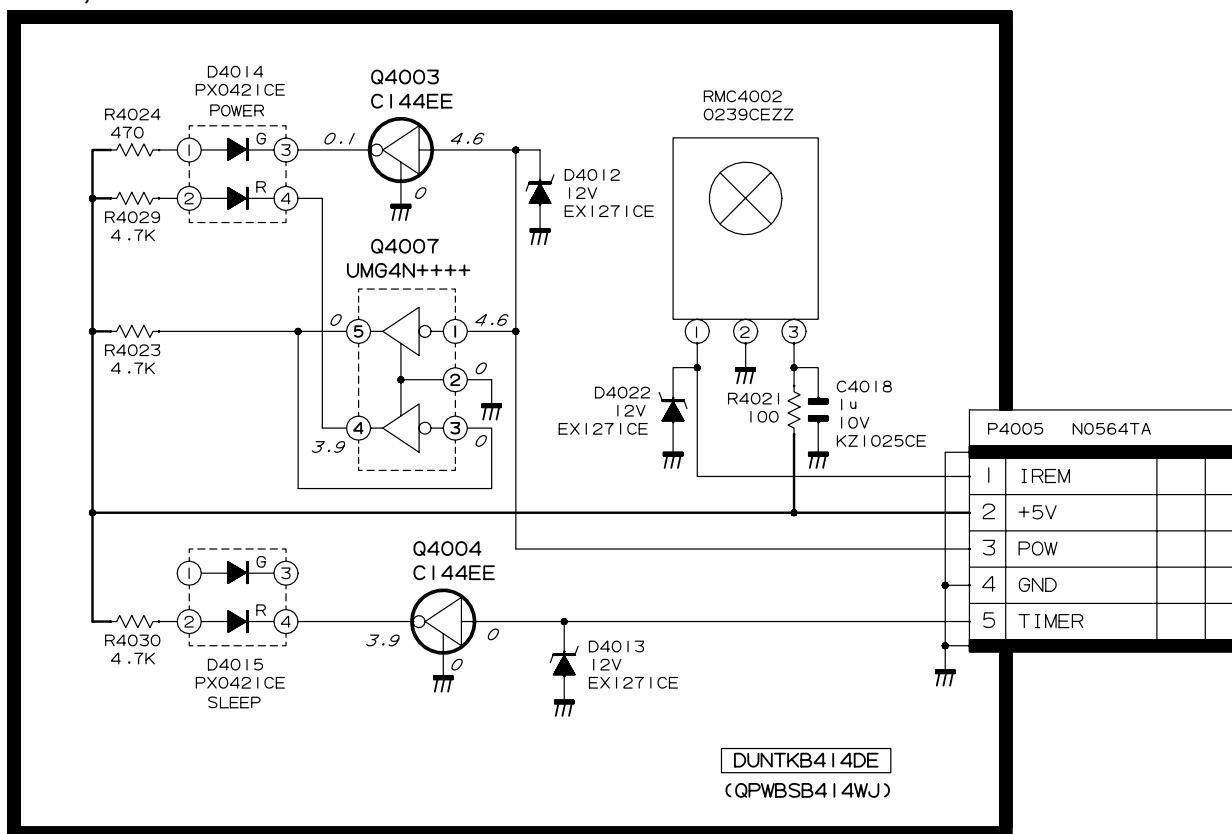 D4014
PX0421CE
POWER
R4024
470
1
G
3
0.1
Q4003
C144EE
4.6
0
D4012
12V
EX1271CE
2
R
4
R4029
4.7K
Q4007
UMG4N++++
0
5
1
4.6
2
0
4
3
3.9
0
R4023
4.7K
RMC4002
0239CEZZ
1
2
3
D4022
12V
EX1271CE
R4021
100
C4018
1u
10V
KZ1025CE
P4005 N0564TA
1 IREM
2 +5V
3 POW
4 GND
5 TIMER
1
G
3
2
R
4
R4030
4.7K
D4015
PX0421CE
SLEEP
Q4004
C144EE
3.9
0
0
D4013
12V
EX1271CE
DUNTKB414DE
(QPWBSB414WJ)